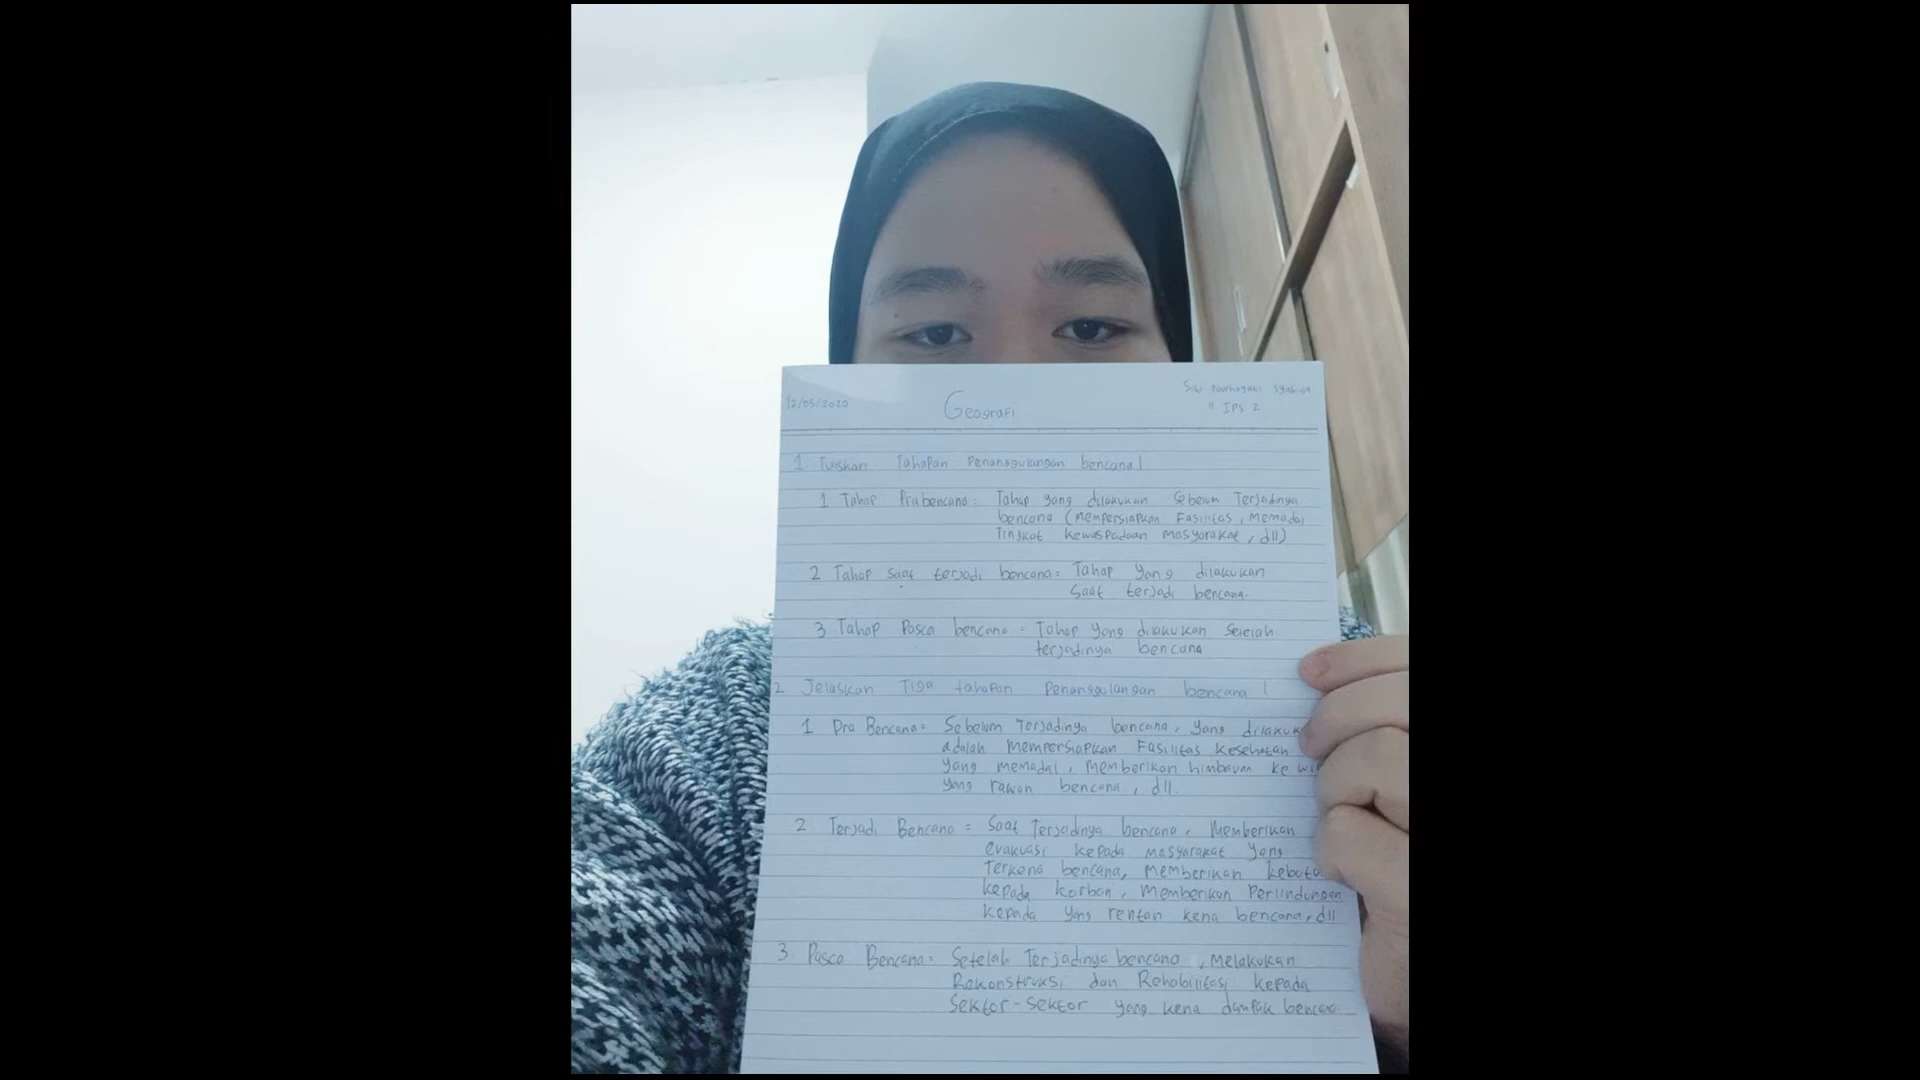 12/05/2020
Geografi
11 IPS 2
1 Tuliskan Tahapan Penanggulangan bencana!
1 Tahap Prabencana: Tahap yang dilakukan sebelum Terjadinya
bencana (Mempersiapkan Fasilitas, Memadai
Tingkat kewaspadaan masyarakat, dll)
2 Tahap saat terjadi bencana: Tahap yang dilakukan
saat terjadi bencana.
3 Tahap Pasca bencana = Tahap yang dilakukan setelah
terjadinya bencana
2 Jelaskan Tiga tahapan Penanggulangan bencana!
1 Pra Bencana = Sebelum Terjadinya bencana, yang dilakuk
adalah Mempersiapkan Fasilitas Kesehatan
yang memadai, Memberikan himbaun ke wi
yang rawan bencana, dll.
2 Terjadi Bencana = Saat Terjadinya bencana, Memberikan
evakuasi kepada masyarakat yang
Terkena bencana, Memberikan kebutu
kepada korban, Memberikan Perlindungan
kepada yang rentan kena bencana, dll
3. Pasca Bencana = Setelah Terjadinya bencana, Melakukan
Rekonstruksi dan Rehabilitasi kepada
Sektor-sektor yang kena dampak bencana.